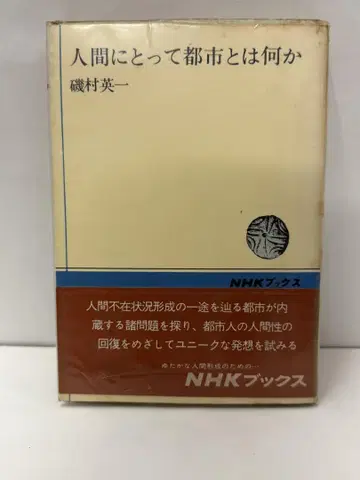 人間にとって都市とは何か
磯村英一
NHKブックス
人間不在状況形成の一途を辿る都市が内
蔵する諸問題を探り、都市人の人間性の
回復をめざしてユニークな発想を試みる
ゆたかな人間形成のための…
NHKブックス